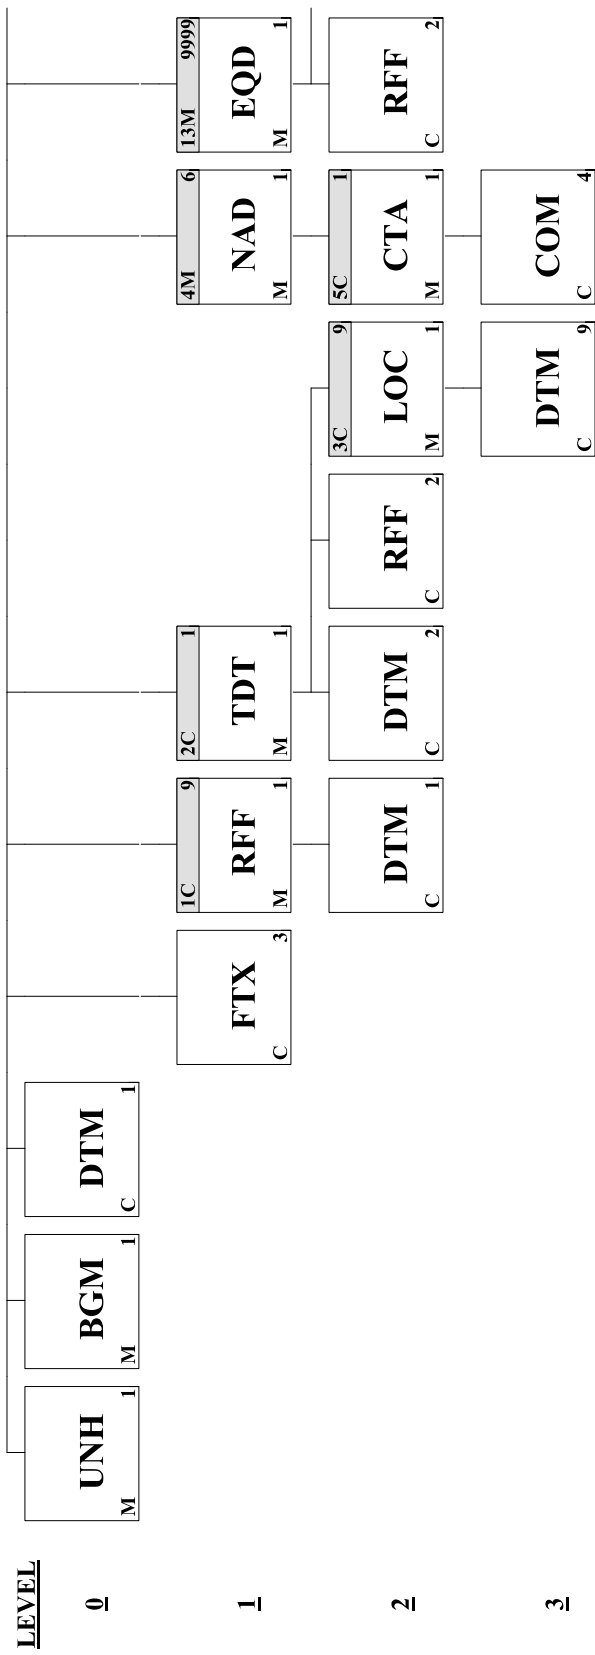 LEVEL
0
UNH
M 1
BGM
M 1
DTM
C 1
1
FTX
C 3
1C 9
RFF
M 1
2C 1
TDT
M 1
4M 6
NAD
M 1
13M 9999
EQD
M 1
2
DTM
C 1
DTM
C 2
RFF
C 2
3C 9
LOC
M 1
5C 1
CTA
M 1
RFF
C 2
3
DTM
C 9
COM
C 4